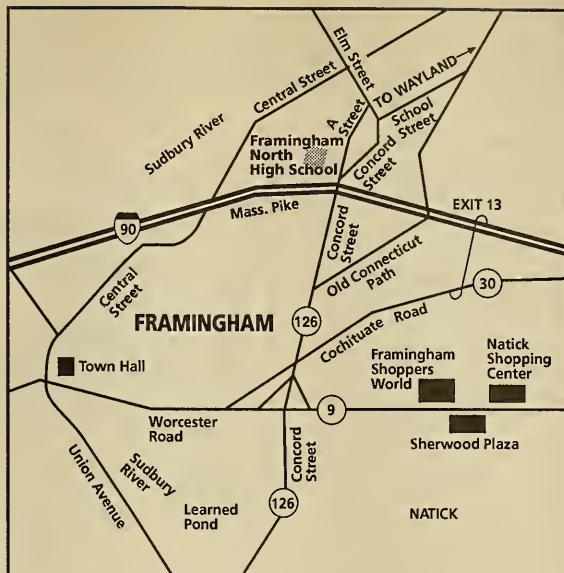 Elm Street
TO WAYLAND
Central Street
A Street
School Street
Sudbury River
Framingham
North
High School
Concord
Street
Concord
EXIT 13
90
Mass. Pike
Concord
Street
Old Connecticut
Path
30
Central
Street
FRAMINGHAM
126
Cochituate Road
Town Hall
Framingham
Shoppers
World
Natick
Shopping
Center
9
Worcester
Road
Sherwood Plaza
Concord
Street
Union Avenue
Sudbury
River
Learned
Pond
126
NATICK